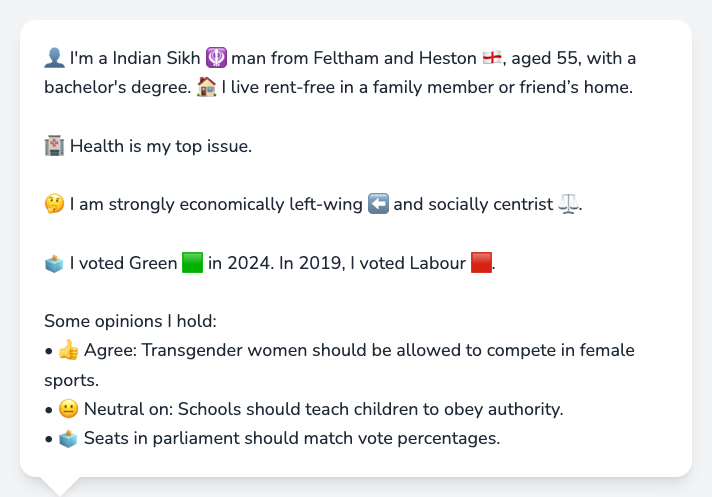 👤 I'm a Indian Sikh 🪯 man from Feltham and Heston 🏴󠁧󠁢󠁥󠁮󠁧󠁿, aged 55, with a
bachelor's degree. 🏠 I live rent-free in a family member or friend’s home.
🏥 Health is my top issue.
🤔 I am strongly economically left-wing ⬅️ and socially centrist ⚖️.
🗳️ I voted Green 🟩 in 2024. In 2019, I voted Labour 🟥.
Some opinions I hold:
• 👍 Agree: Transgender women should be allowed to compete in female
sports.
• 😐 Neutral on: Schools should teach children to obey authority.
• 🗳️ Seats in parliament should match vote percentages.